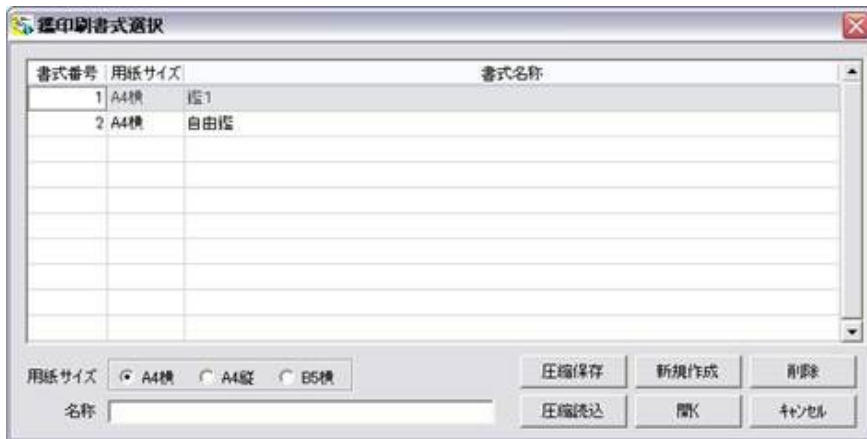 鑑印刷書式選択
書式番号 用紙サイズ 書式名称
1 A4横 鑑1
2 A4横 自由鑑
用紙サイズ A4横 A4縦 B5横 圧縮保存 新規作成 削除
名称 圧縮読込 開く キャンセル